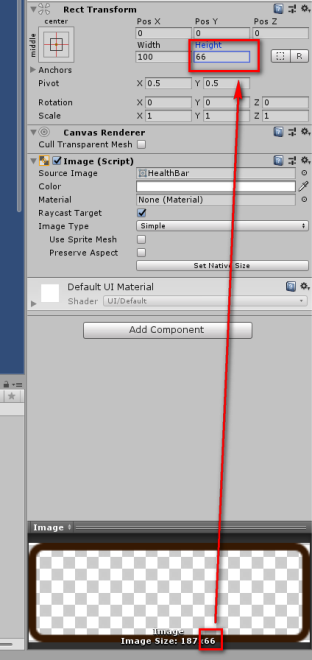 Rect Transform
center
Pos X Pos Y Pos Z
middle
0 0 0
Width Height
100 66
R
Anchors
Pivot X 0.5 Y 0.5
Rotation X 0 Y 0 Z 0
Scale X 1 Y 1 Z 1
Canvas Renderer
Cull Transparent Mesh
Image (Script)
Source Image HealthBar
Color
Material None (Material)
Raycast Target
Image Type Simple
Use Sprite Mesh
Preserve Aspect
Set Native Size
Default UI Material
Shader UI/Default
Add Component
Image
Image
Image Size: 187x66